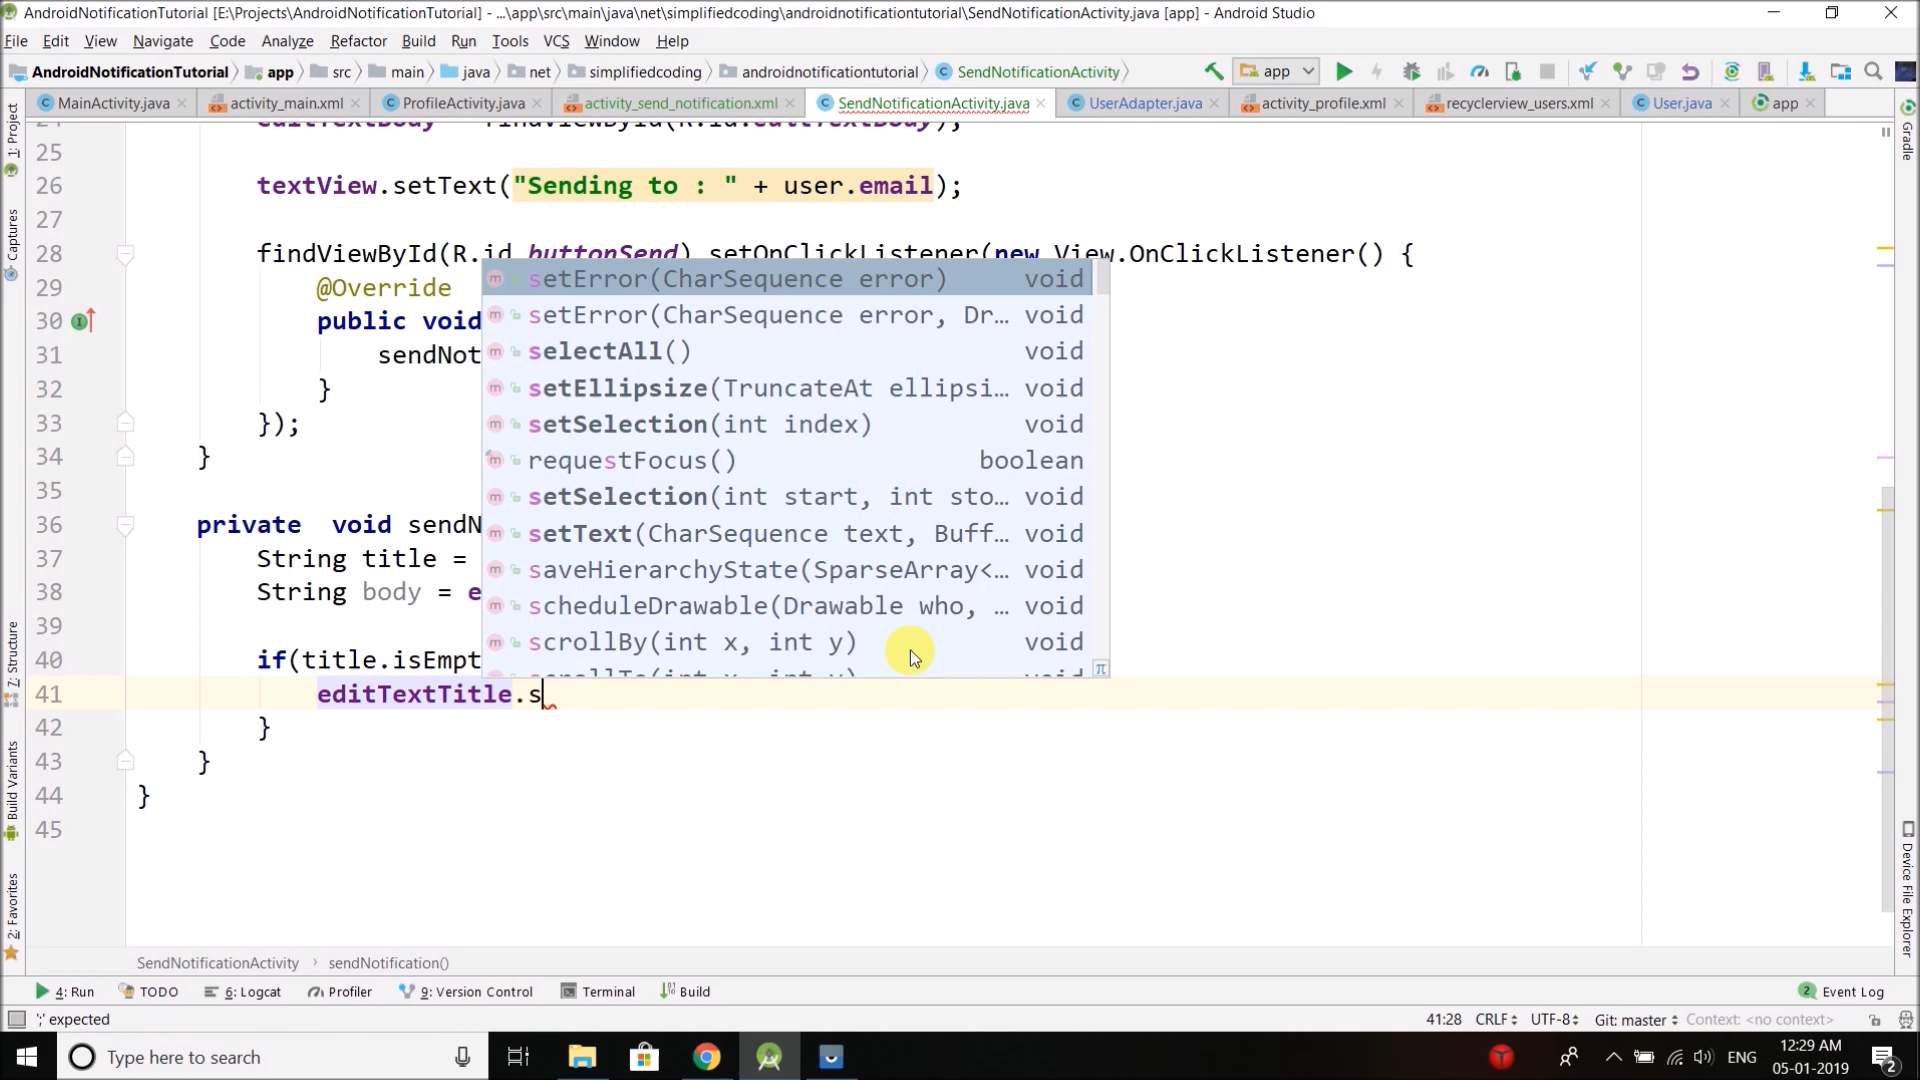 AndroidNotificationTutorial [E:\Projects\AndroidNotificationTutorial] - ...\app\src\main\java\net\simplifiedcoding\androidnotificationtutorial\SendNotificationActivity.java [app] - Android Studio
File Edit View Navigate Code Analyze Refactor Build Run Tools VCS Window Help
AndroidNotificationTutorial app src main java net simplifiedcoding androidnotificationtutorial SendNotificationActivity app
MainActivity.java activity_main.xml ProfileActivity.java activity_send_notification.xml SendNotificationActivity.java UserAdapter.java activity_profile.xml recyclerview_users.xml User.java app
1: Project
Captures
7: Structure
Build Variants
2: Favorites
Gradle
Device File Explorer
25
26 textView.setText("Sending to : " + user.email);
27
28 findViewById(R.id.buttonSend).setOnClickListener(new View.OnClickListener() {
29 @Override
30 public void
31 sendNot
32 }
33 });
34 }
35
36 private void sendN
37 String title =
38 String body = e
39
40 if(title.isEmpt
41 editTextTitle.s
42 }
43 }
44 }
45
setError(CharSequence error) void
setError(CharSequence error, Dr… void
selectAll() void
setEllipsize(TruncateAt ellipsi… void
setSelection(int index) void
requestFocus() boolean
setSelection(int start, int sto… void
setText(CharSequence text, Buff… void
saveHierarchyState(SparseArray<… void
scheduleDrawable(Drawable who, … void
scrollBy(int x, int y) void
SendNotificationActivity › sendNotification()
4: Run TODO 6: Logcat Profiler 9: Version Control Terminal Build 2 Event Log
';' expected 41:28 CRLF UTF-8 Git: master Context: <no context>
Type here to search ENG 12:29 AM
05-01-2019 2